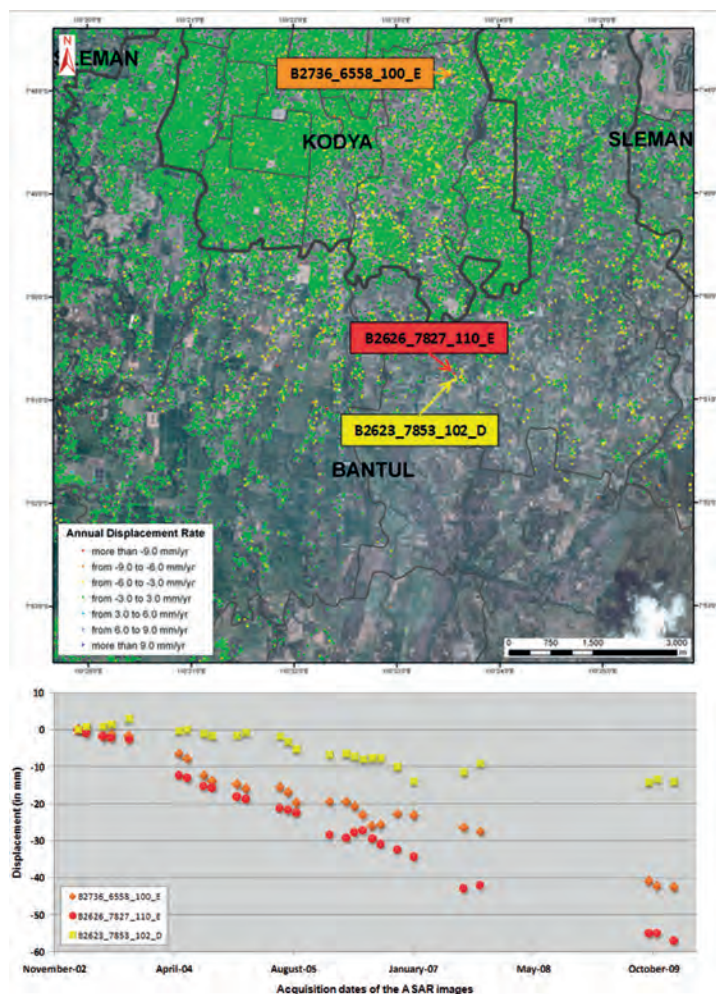 N
SLEMAN
B2736_6558_100_E
KODYA
SLEMAN
B2626_7827_110_E
B2623_7853_102_D
BANTUL
Annual Displacement Rate
more than -9.0 mm/yr
from -9.0 to -6.0 mm/yr
from -6.0 to -3.0 mm/yr
from -3.0 to 3.0 mm/yr
from 3.0 to 6.0 mm/yr
from 6.0 to 9.0 mm/yr
more than 9.0 mm/yr
0 750 1,500 3,000
m
10
0
-10
-20
-30
-40
-50
-60
Displacement (in mm)
B2736_6558_100_E
B2626_7827_110_E
B2623_7853_102_D
November-02 April-04 August-05 January-07 May-08 October-09
Acquisition dates of the ASAR images